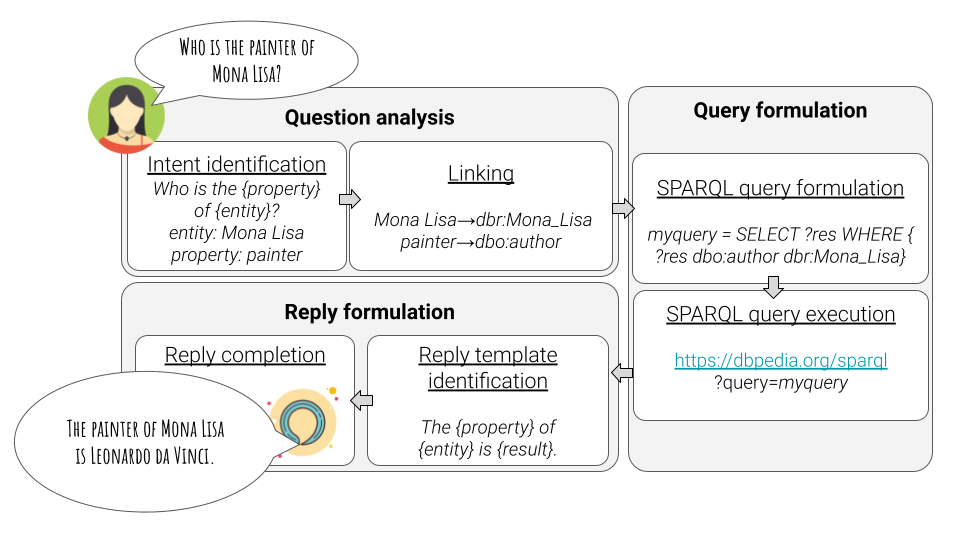 Who is the painter of
Mona Lisa?
Question analysis
Intent identification
Who is the {property}
of {entity}?
entity: Mona Lisa
property: painter
Linking
Mona Lisa→dbr:Mona_Lisa
painter→dbo:author
Query formulation
SPARQL query formulation
myquery = SELECT ?res WHERE {
?res dbo:author dbr:Mona_Lisa}
SPARQL query execution
https://dbpedia.org/sparql
?query=myquery
Reply formulation
Reply template
identification
The {property} of
{entity} is {result}.
Reply completion
The painter of Mona Lisa
is Leonardo da Vinci.